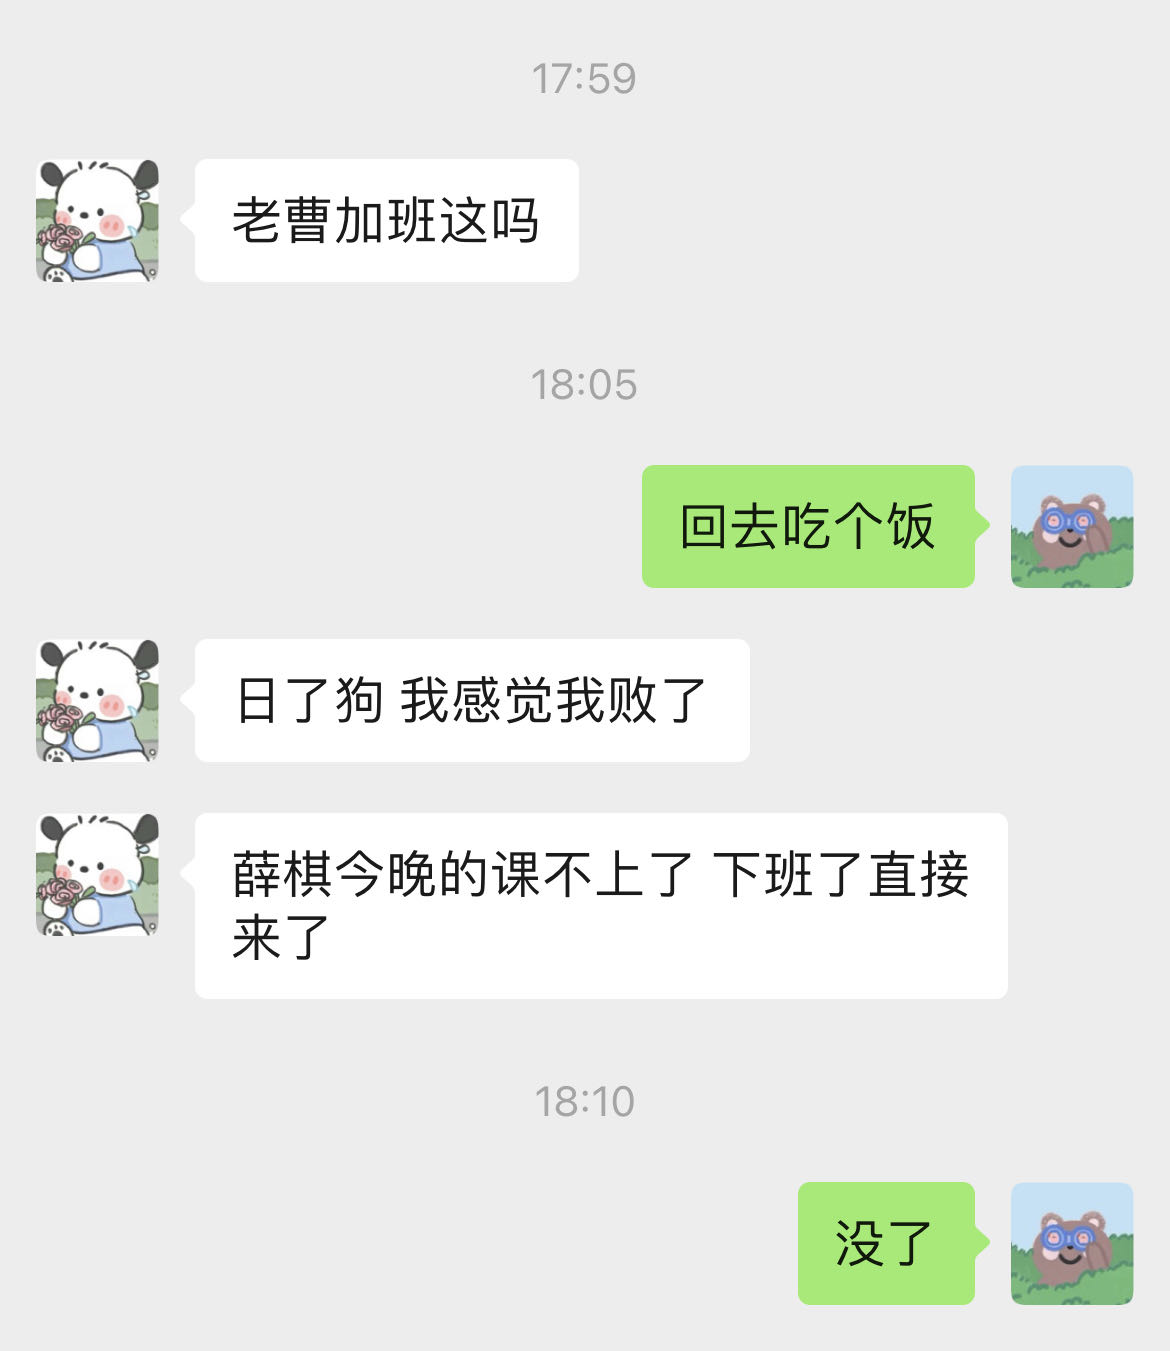 17:59
老曹加班这吗
18:05
回去吃个饭
日了狗 我感觉我败了
薛棋今晚的课不上了 下班了直接
来了
18:10
没了